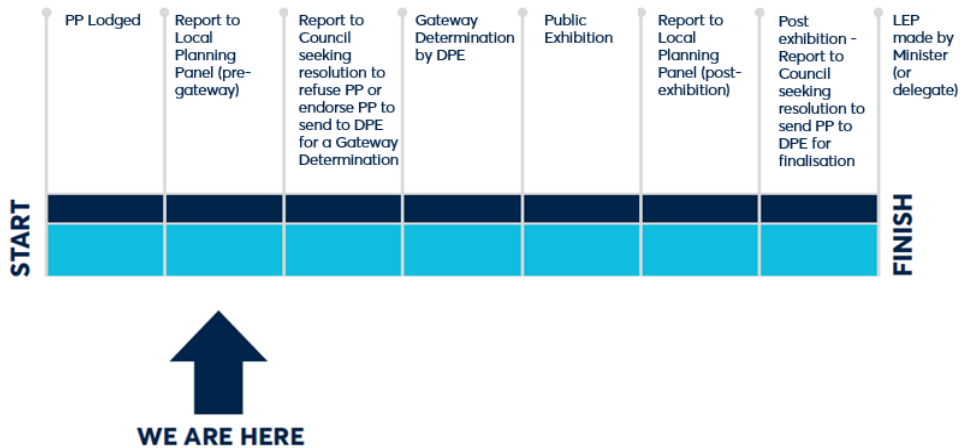 PP Lodged
Report to
Local
Planning
Panel (pre-
gateway)
Report to
Council
seeking
resolution to
refuse PP or
endorse PP to
send to DPE
for a Gateway
Determination
Gateway
Determination
by DPE
Public
Exhibition
Report to
Local
Planning
Panel (post-
exhibition)
Post
exhibition -
Report to
Council
seeking
resolution to
send PP to
DPE for
finalisation
LEP
made by
Minister
(or
delegate)
START
FINISH
WE ARE HERE